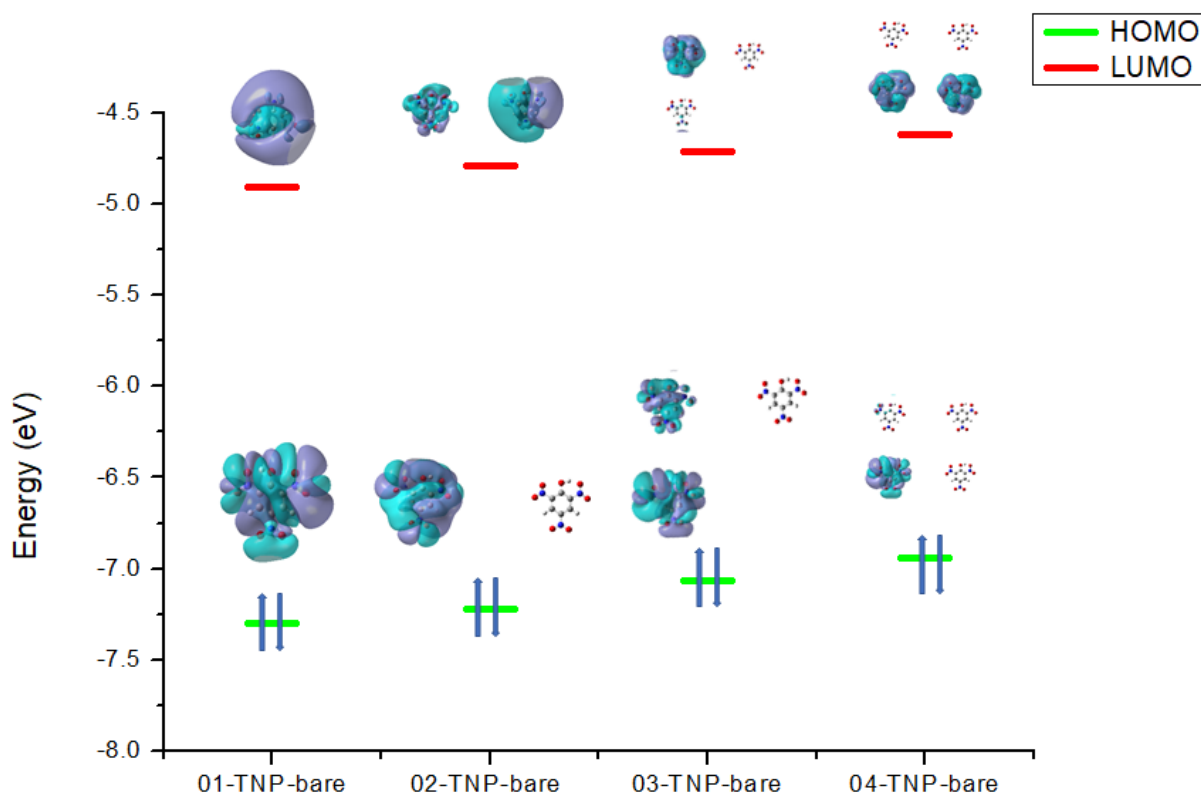 HOMO
LUMO
-4.5
-5.0
-5.5
-6.0
-6.5
-7.0
-7.5
-8.0
Energy (eV)
01-TNP-bare
02-TNP-bare
03-TNP-bare
04-TNP-bare